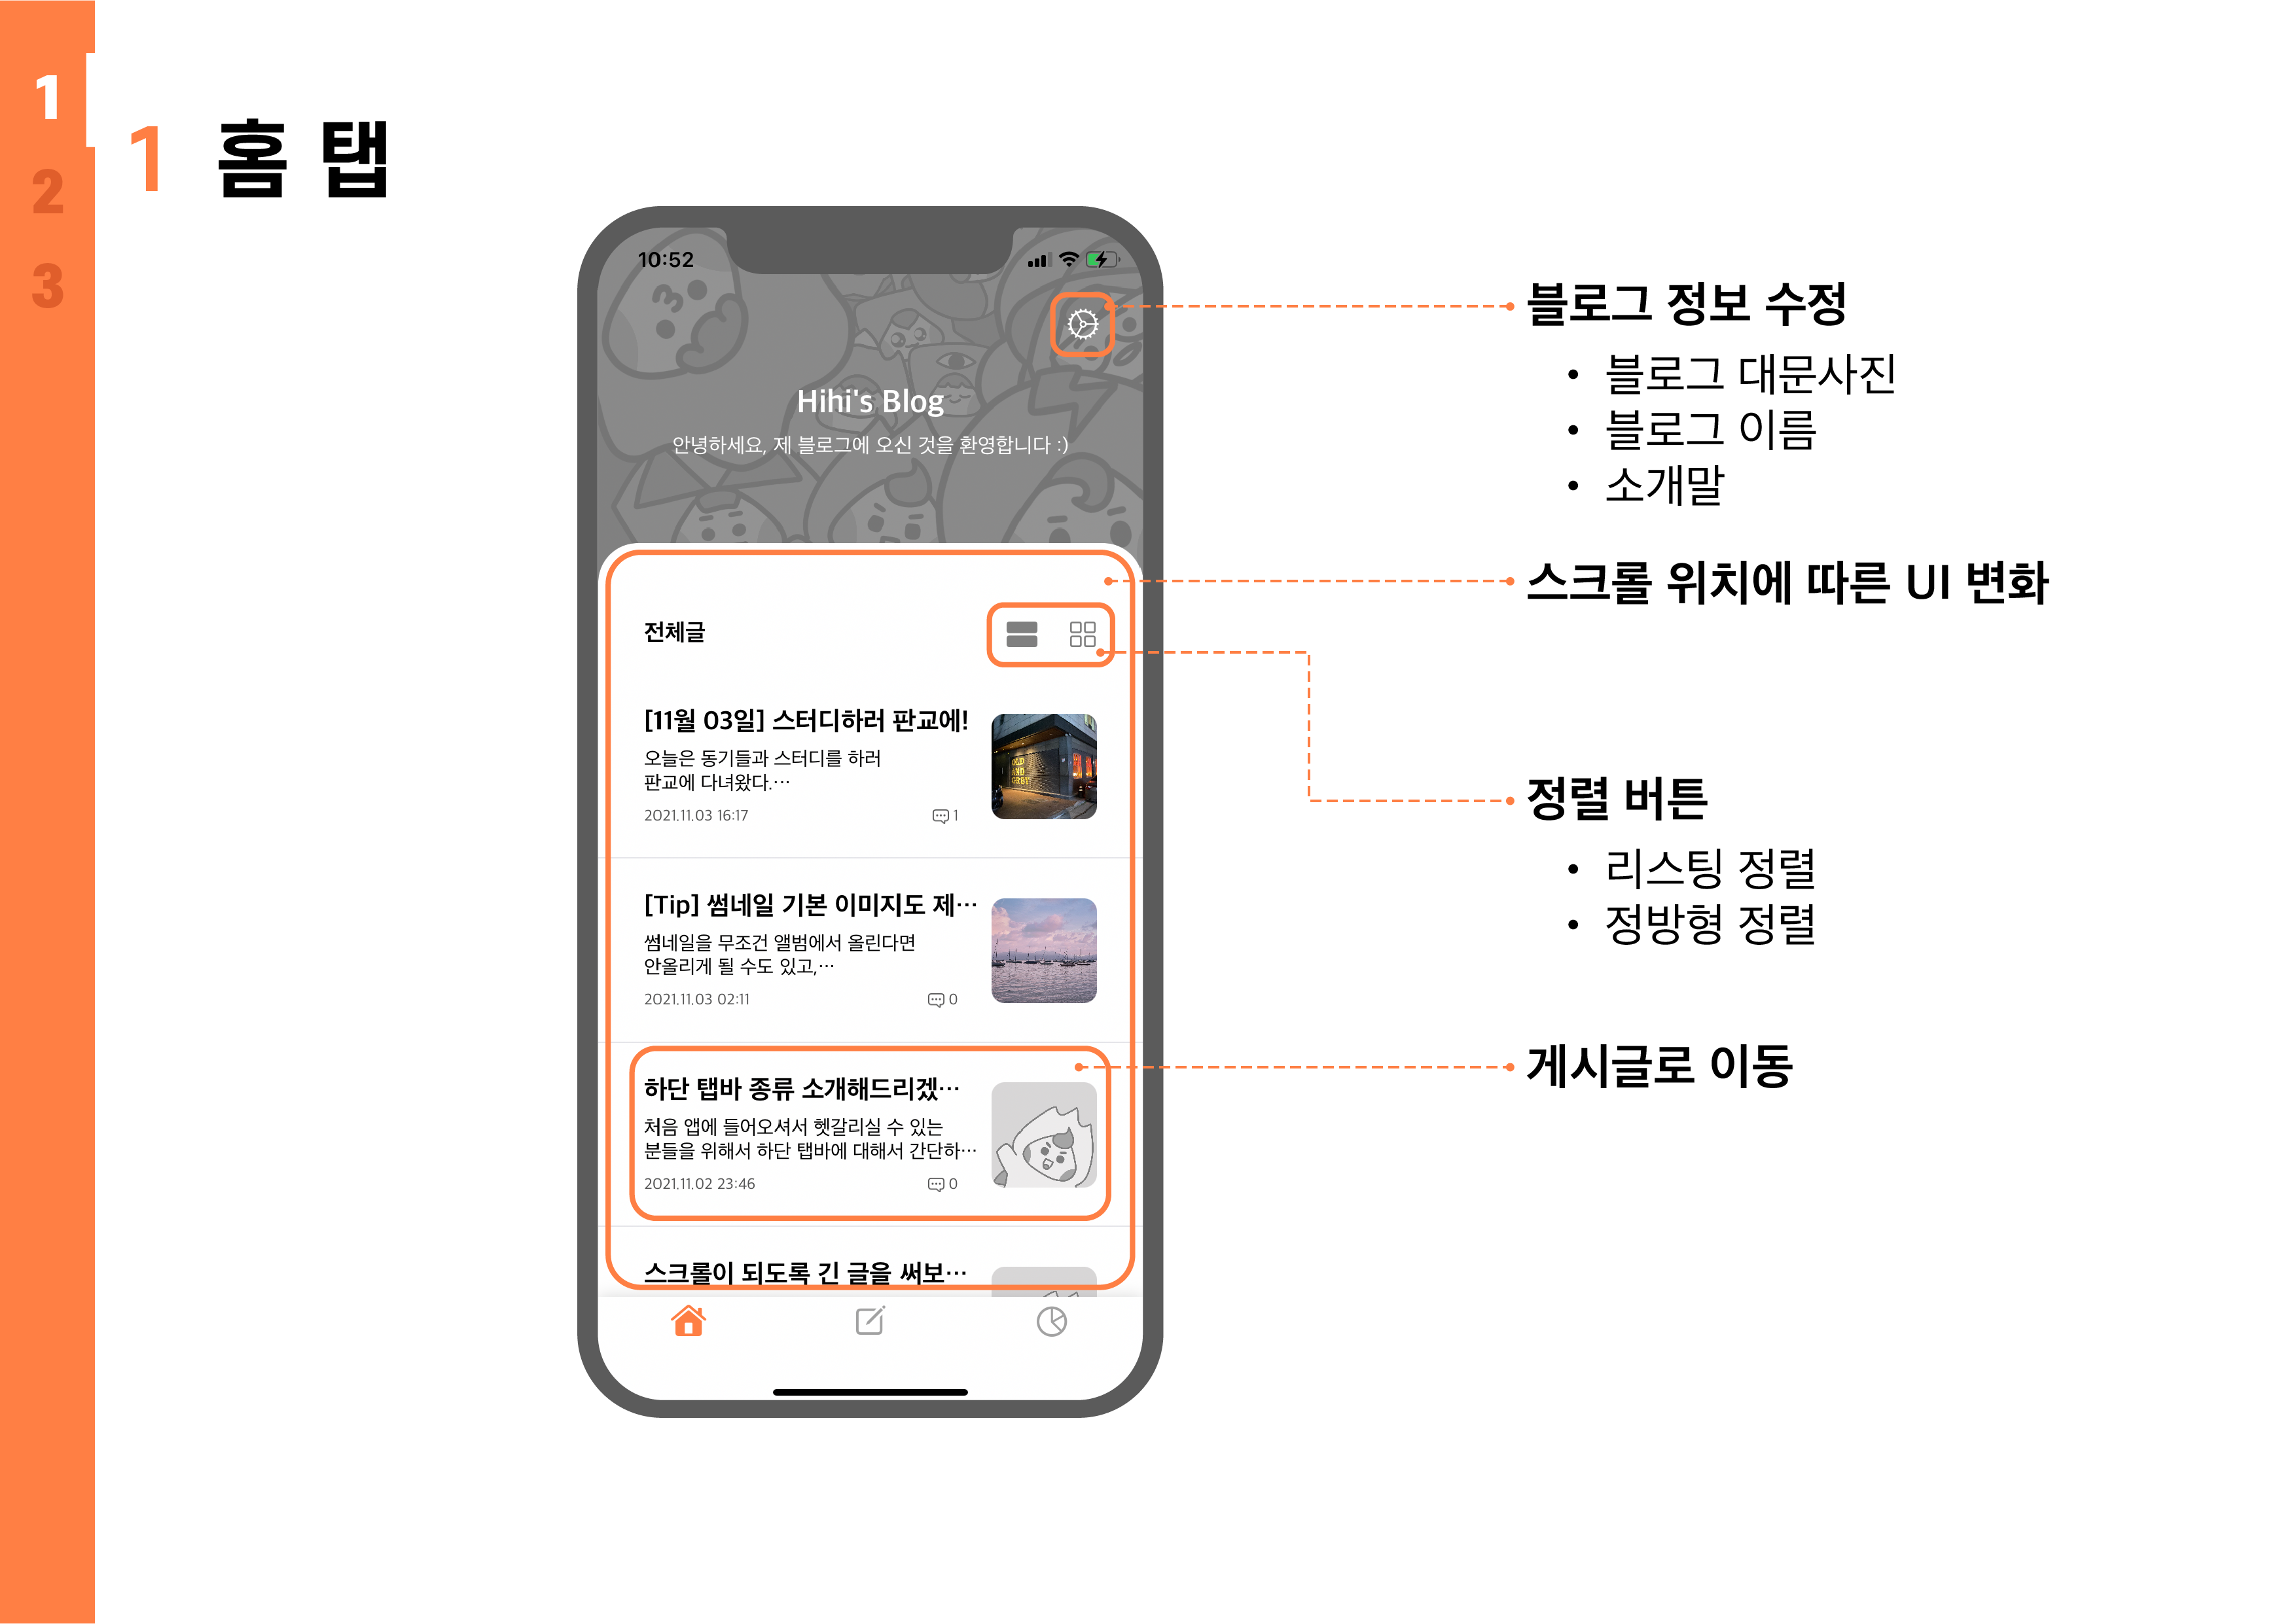 1
2
3
1 홈 탭
10:52
Hihi's Blog
안녕하세요, 제 블로그에 오신 것을 환영합니다 :)
전체글
[11월 03일] 스터디하러 판교에!
오늘은 동기들과 스터디를 하러
판교에 다녀왔다.…
2021.11.03 16:17
1
OLD
AND
GREY
[Tip] 썸네일 기본 이미지도 제…
썸네일을 무조건 앨범에서 올린다면
안올리게 될 수도 있고,…
2021.11.03 02:11
0
하단 탭바 종류 소개해드리겠…
처음 앱에 들어오셔서 헷갈리실 수 있는
분들을 위해서 하단 탭바에 대해서 간단하…
2021.11.02 23:46
0
스크롤이 되도록 긴 글을 써보…
블로그 정보 수정
• 블로그 대문사진
• 블로그 이름
• 소개말
스크롤 위치에 따른 UI 변화
정렬 버튼
• 리스팅 정렬
• 정방형 정렬
게시글로 이동